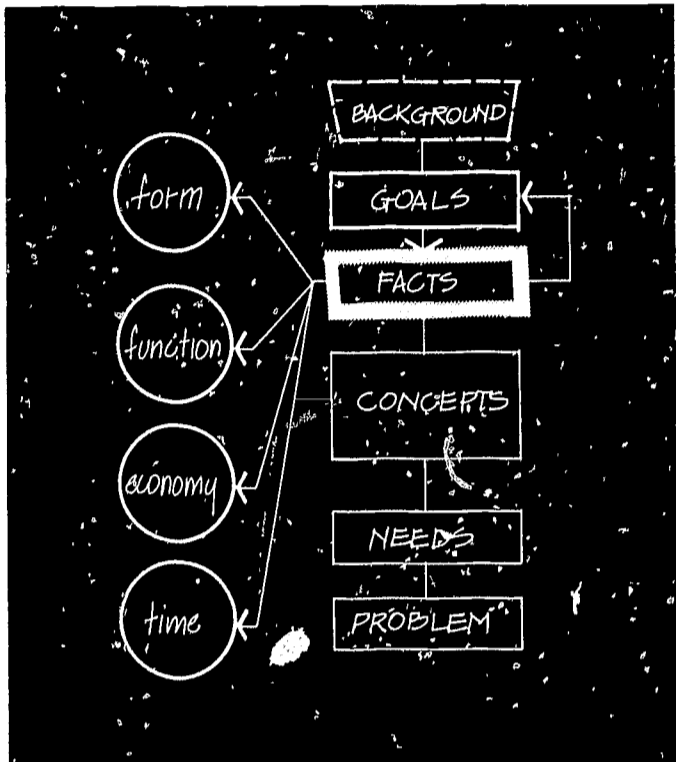 BACKGROUND
GOALS
FACTS
CONCEPTS
NEEDS
PROBLEM
form
function
economy
time